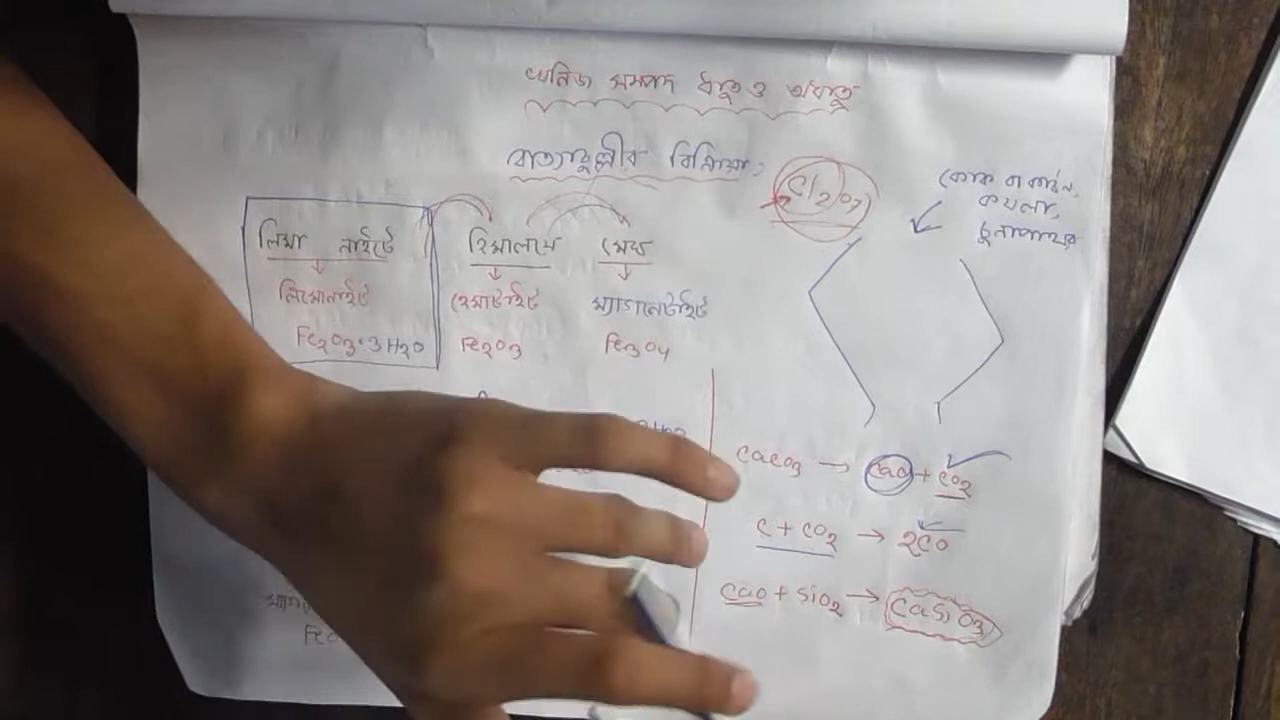 খনিজ সম্পদ ধাতু ও অধাতু
বাত্যাচুল্লীর বিক্রিয়া,
Cl₂O₇
কোক বা কার্বন,
কয়লা,
চুনাপাথর
লিমা নাইটে হিমালয়ে মেঘ
লিমোনাইট হেমাটাইট ম্যাগনেটাইট
Fe₂O₃·3H₂O Fe₂O₃ Fe₃O₄
CaCO₃ → CaO + CO₂
C + CO₂ → 2CO
CaO + SiO₂ → CaSiO₃